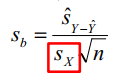 s_b = ŝ_{Y-Ŷ} / (s_X √n)